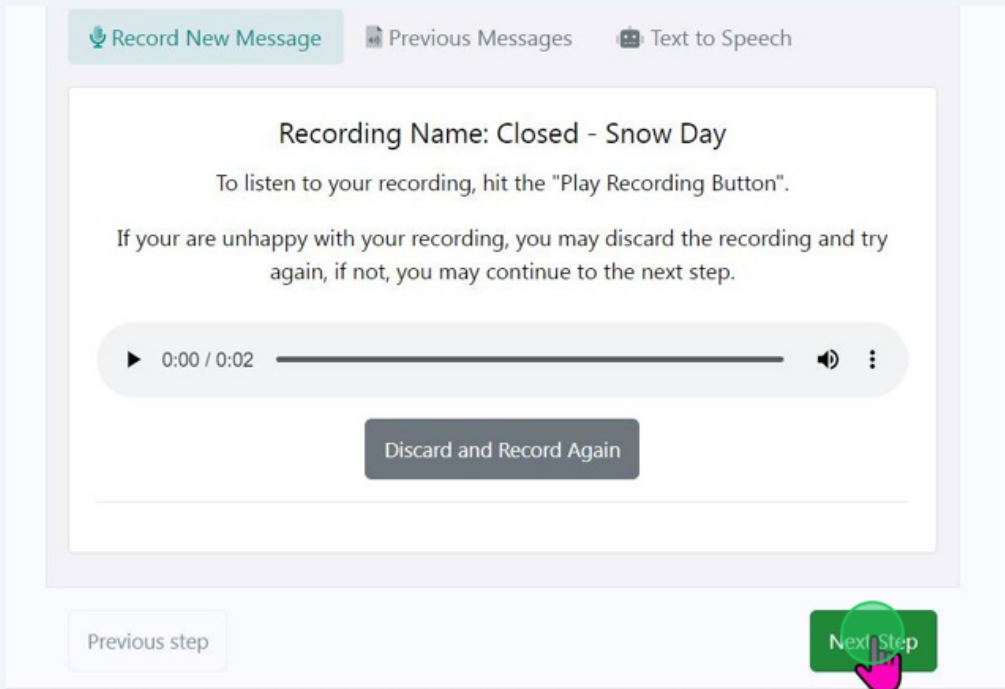 Record New Message Previous Messages Text to Speech
Recording Name: Closed - Snow Day
To listen to your recording, hit the "Play Recording Button".
If your are unhappy with your recording, you may discard the recording and try
again, if not, you may continue to the next step.
0:00 / 0:02
Discard and Record Again
Previous step Next Step